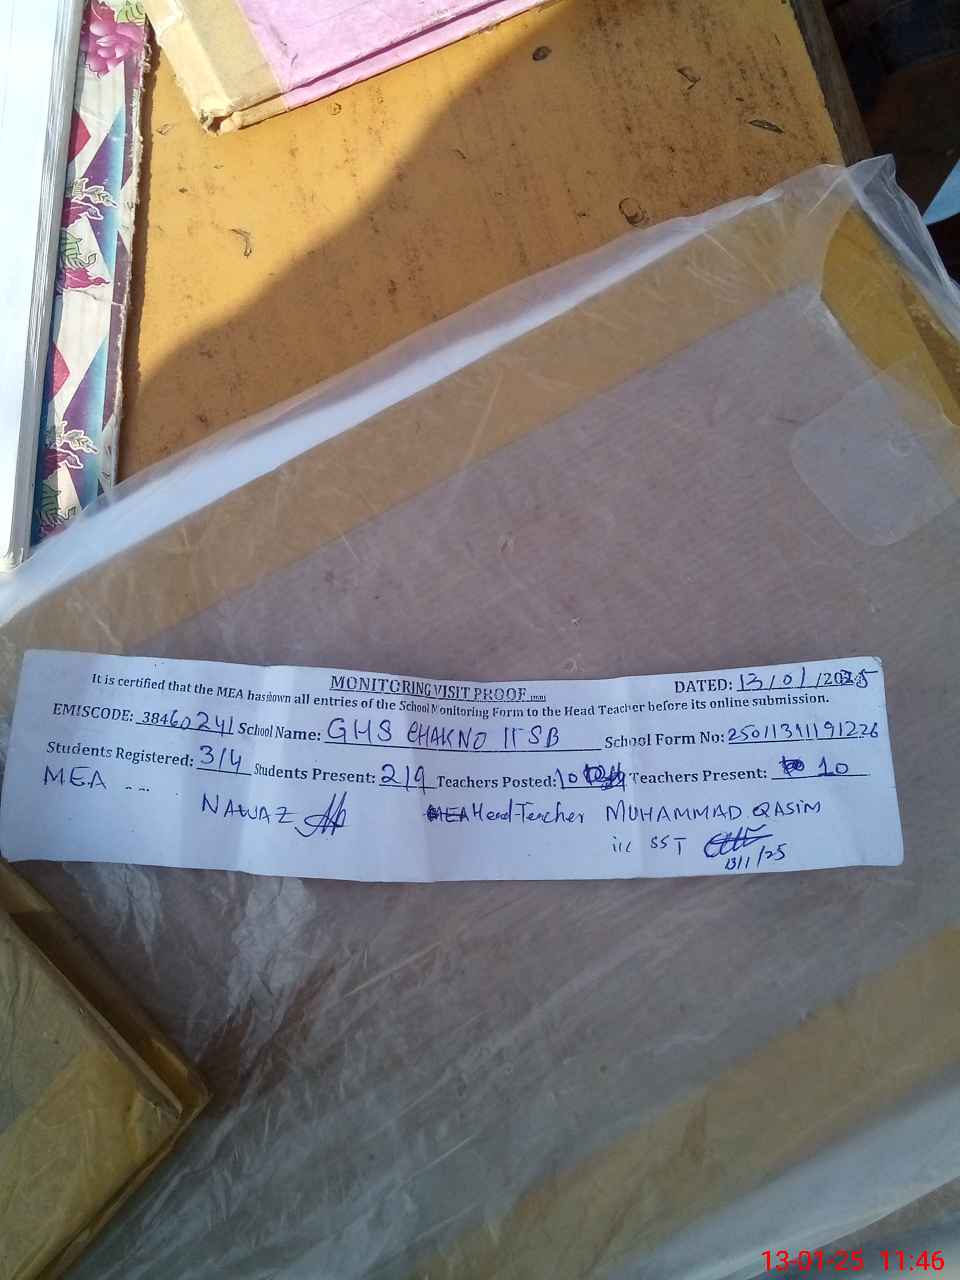 MONITORING VISIT PROOF
DATED: 13/01/2025
It is certified that the MEA has shown all entries of the School Monitoring Form to the Head Teacher before its online submission.
EMISCODE: 38460241 School Name: GHS CHAK NO 11 SB School Form No: 2501131191226
Students Registered: 314 Students Present: 219 Teachers Posted: 10 Teachers Present: 10
MEA NAWAZ Head Teacher MUHAMMAD QASIM
SST
13/1/25
13-01-25 11:46